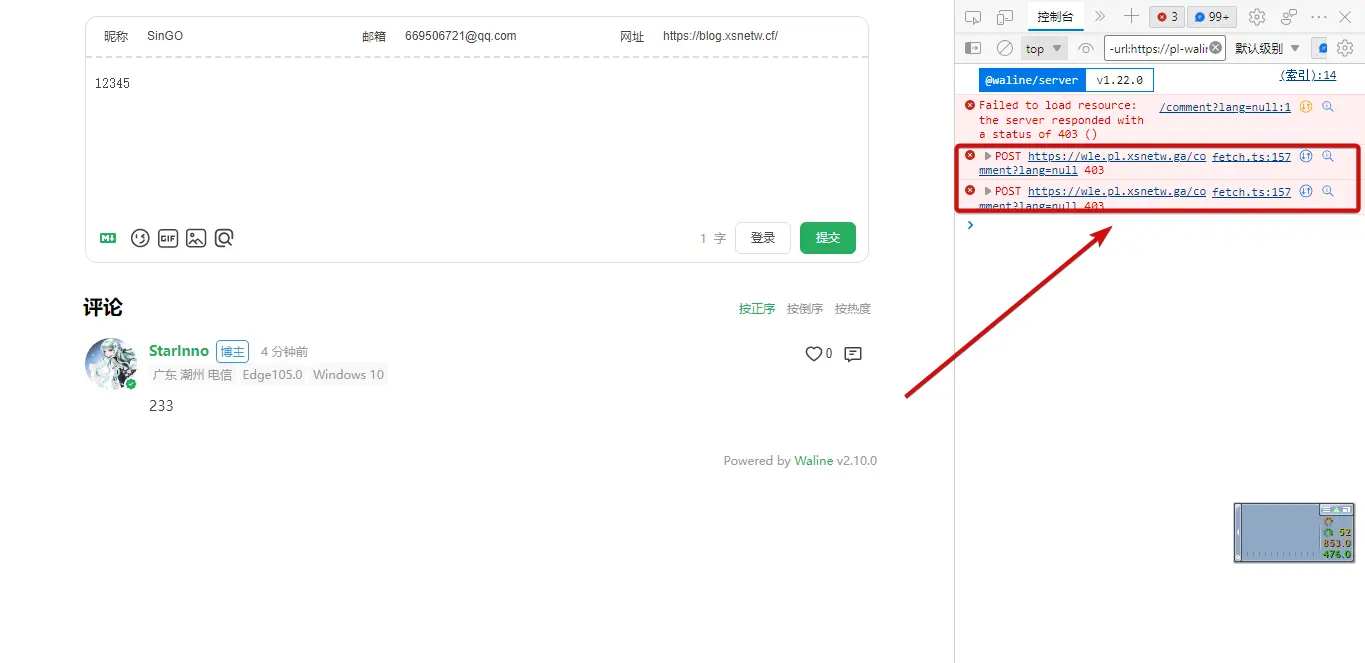 昵称 SinGO 邮箱 669506721@qq.com 网址 https://blog.xsnetw.cf/
12345
GIF
1 字 登录 提交
评论
按正序 按倒序 按热度
StarInno 博主 4 分钟前
0
广东 潮州 电信 Edge105.0 Windows 10
233
Powered by Waline v2.10.0
控制台 3 99+
top -url:https://pl-walir 默认级别
@waline/server v1.22.0 (索引):14
Failed to load resource: /comment?lang=null:1
the server responded with
a status of 403 ()
POST https://wle.pl.xsnetw.ga/co fetch.ts:157
mment?lang=null 403
POST https://wle.pl.xsnetw.ga/co fetch.ts:157
mment?lang=null 403
52
853.0
476.0